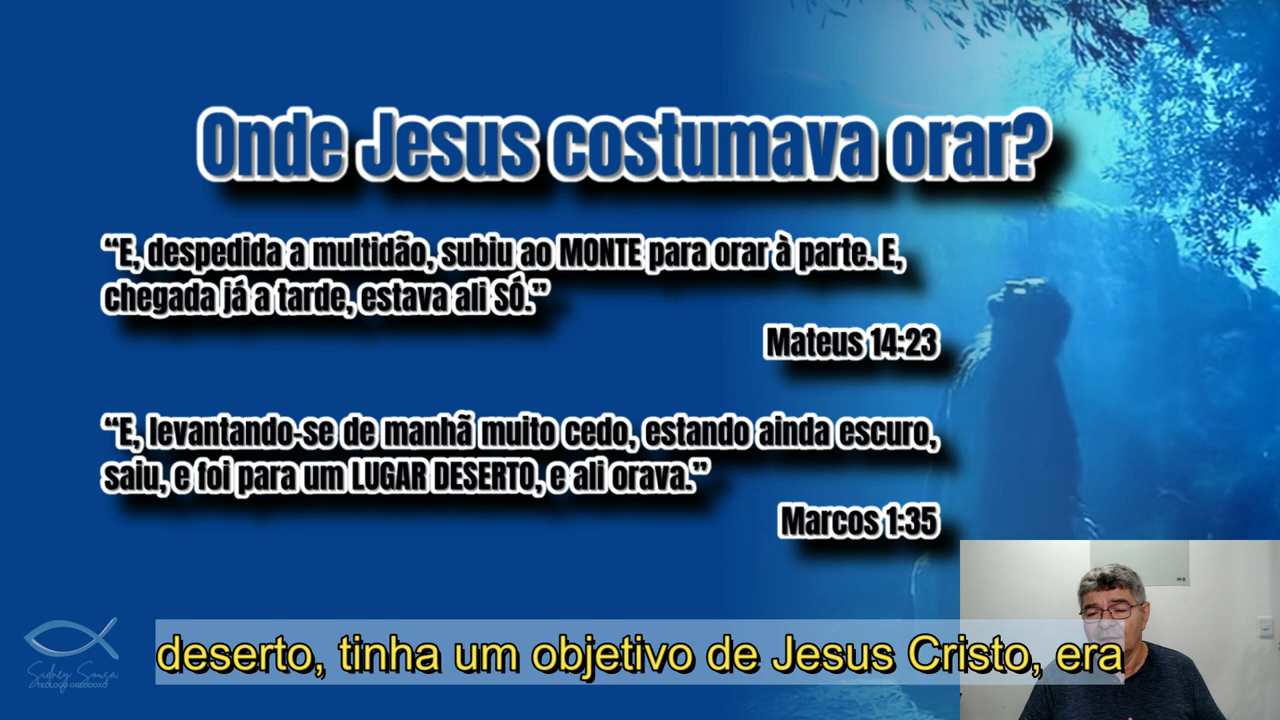 Onde Jesus costumava orar?
“E, despedida a multidão, subiu ao MONTE para orar à parte. E,
chegada já a tarde, estava ali SÓ.”
Mateus 14:23
“E, levantando-se de manhã muito cedo, estando ainda escuro,
saiu, e foi para um LUGAR DESERTO, e ali orava.”
Marcos 1:35
Sidney Sousa
TEÓLOGO
deserto, tinha um objetivo de Jesus Cristo, era